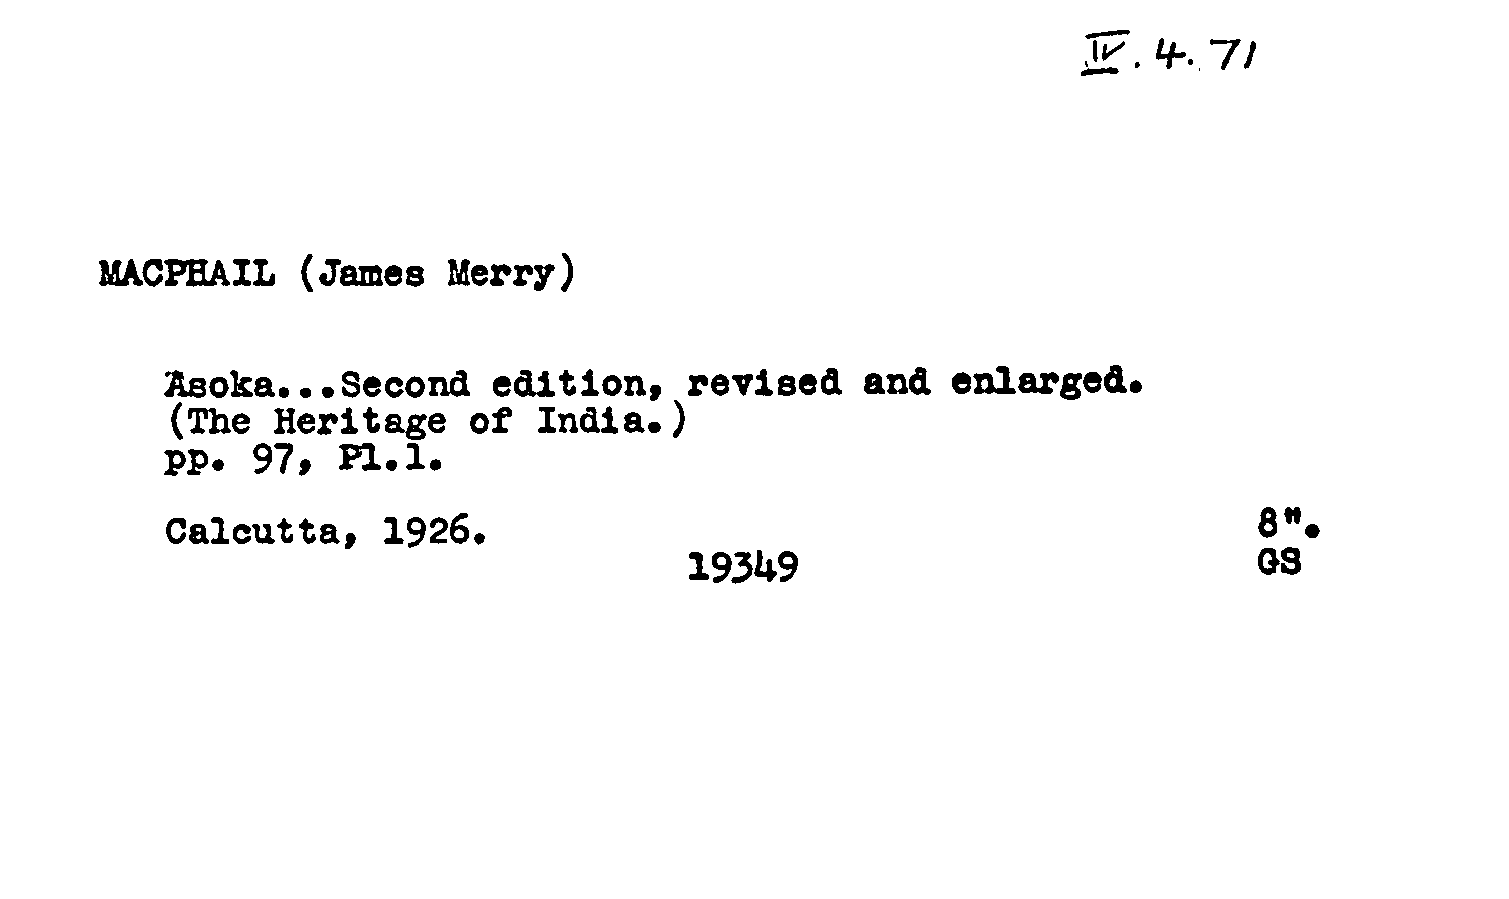 IV.4.71
MACPHAIL (James Merry)
Asoka...Second edition, revised and enlarged.
(The Heritage of India.)
pp. 97, Pl.1.
Calcutta, 1926.
8".
19349
GS